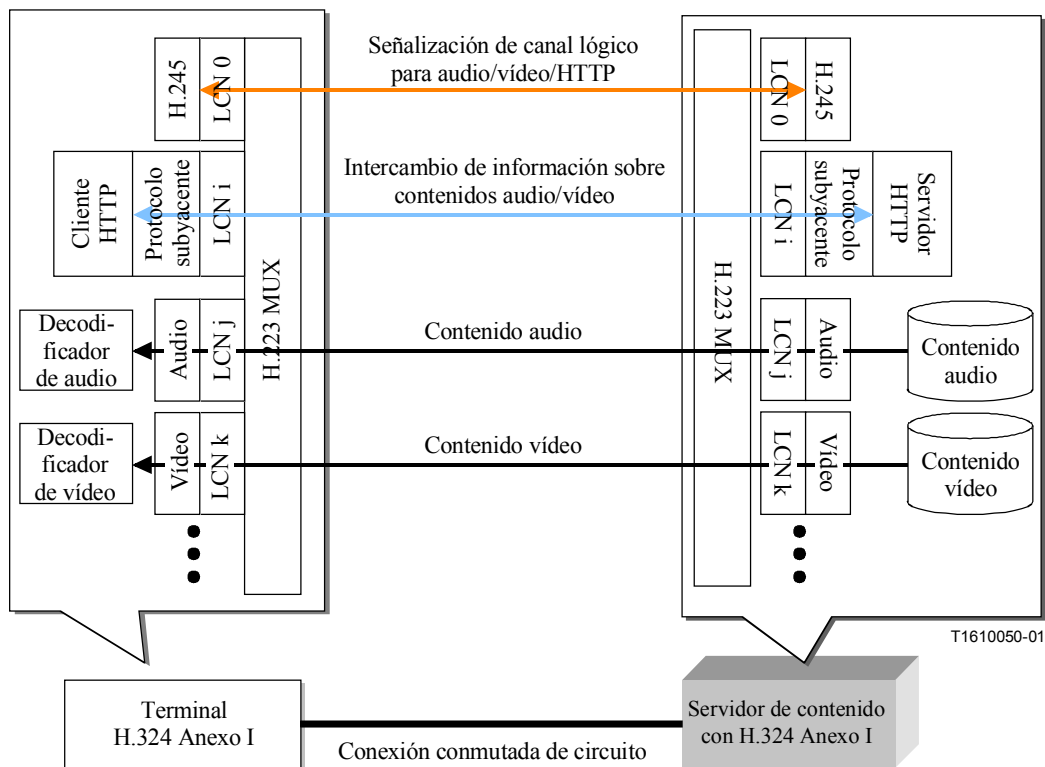 Señalización de canal lógico
para audio/vídeo/HTTP
H.245
LCN 0
LCN 0
H.245
Intercambio de información sobre
contenidos audio/vídeo
Cliente
HTTP
Protocolo
subyacente
LCN i
LCN i
Protocolo
subyacente
Servidor
HTTP
H.223 MUX
H.223 MUX
Decodi-
ficador
de audio
Audio
LCN j
Contenido audio
LCN j
Audio
Contenido
audio
Decodi-
ficador
de vídeo
Vídeo
LCN k
Contenido vídeo
LCN k
Vídeo
Contenido
vídeo
T1610050-01
Terminal
H.324 Anexo I
Conexión conmutada de circuito
Servidor de contenido
con H.324 Anexo I